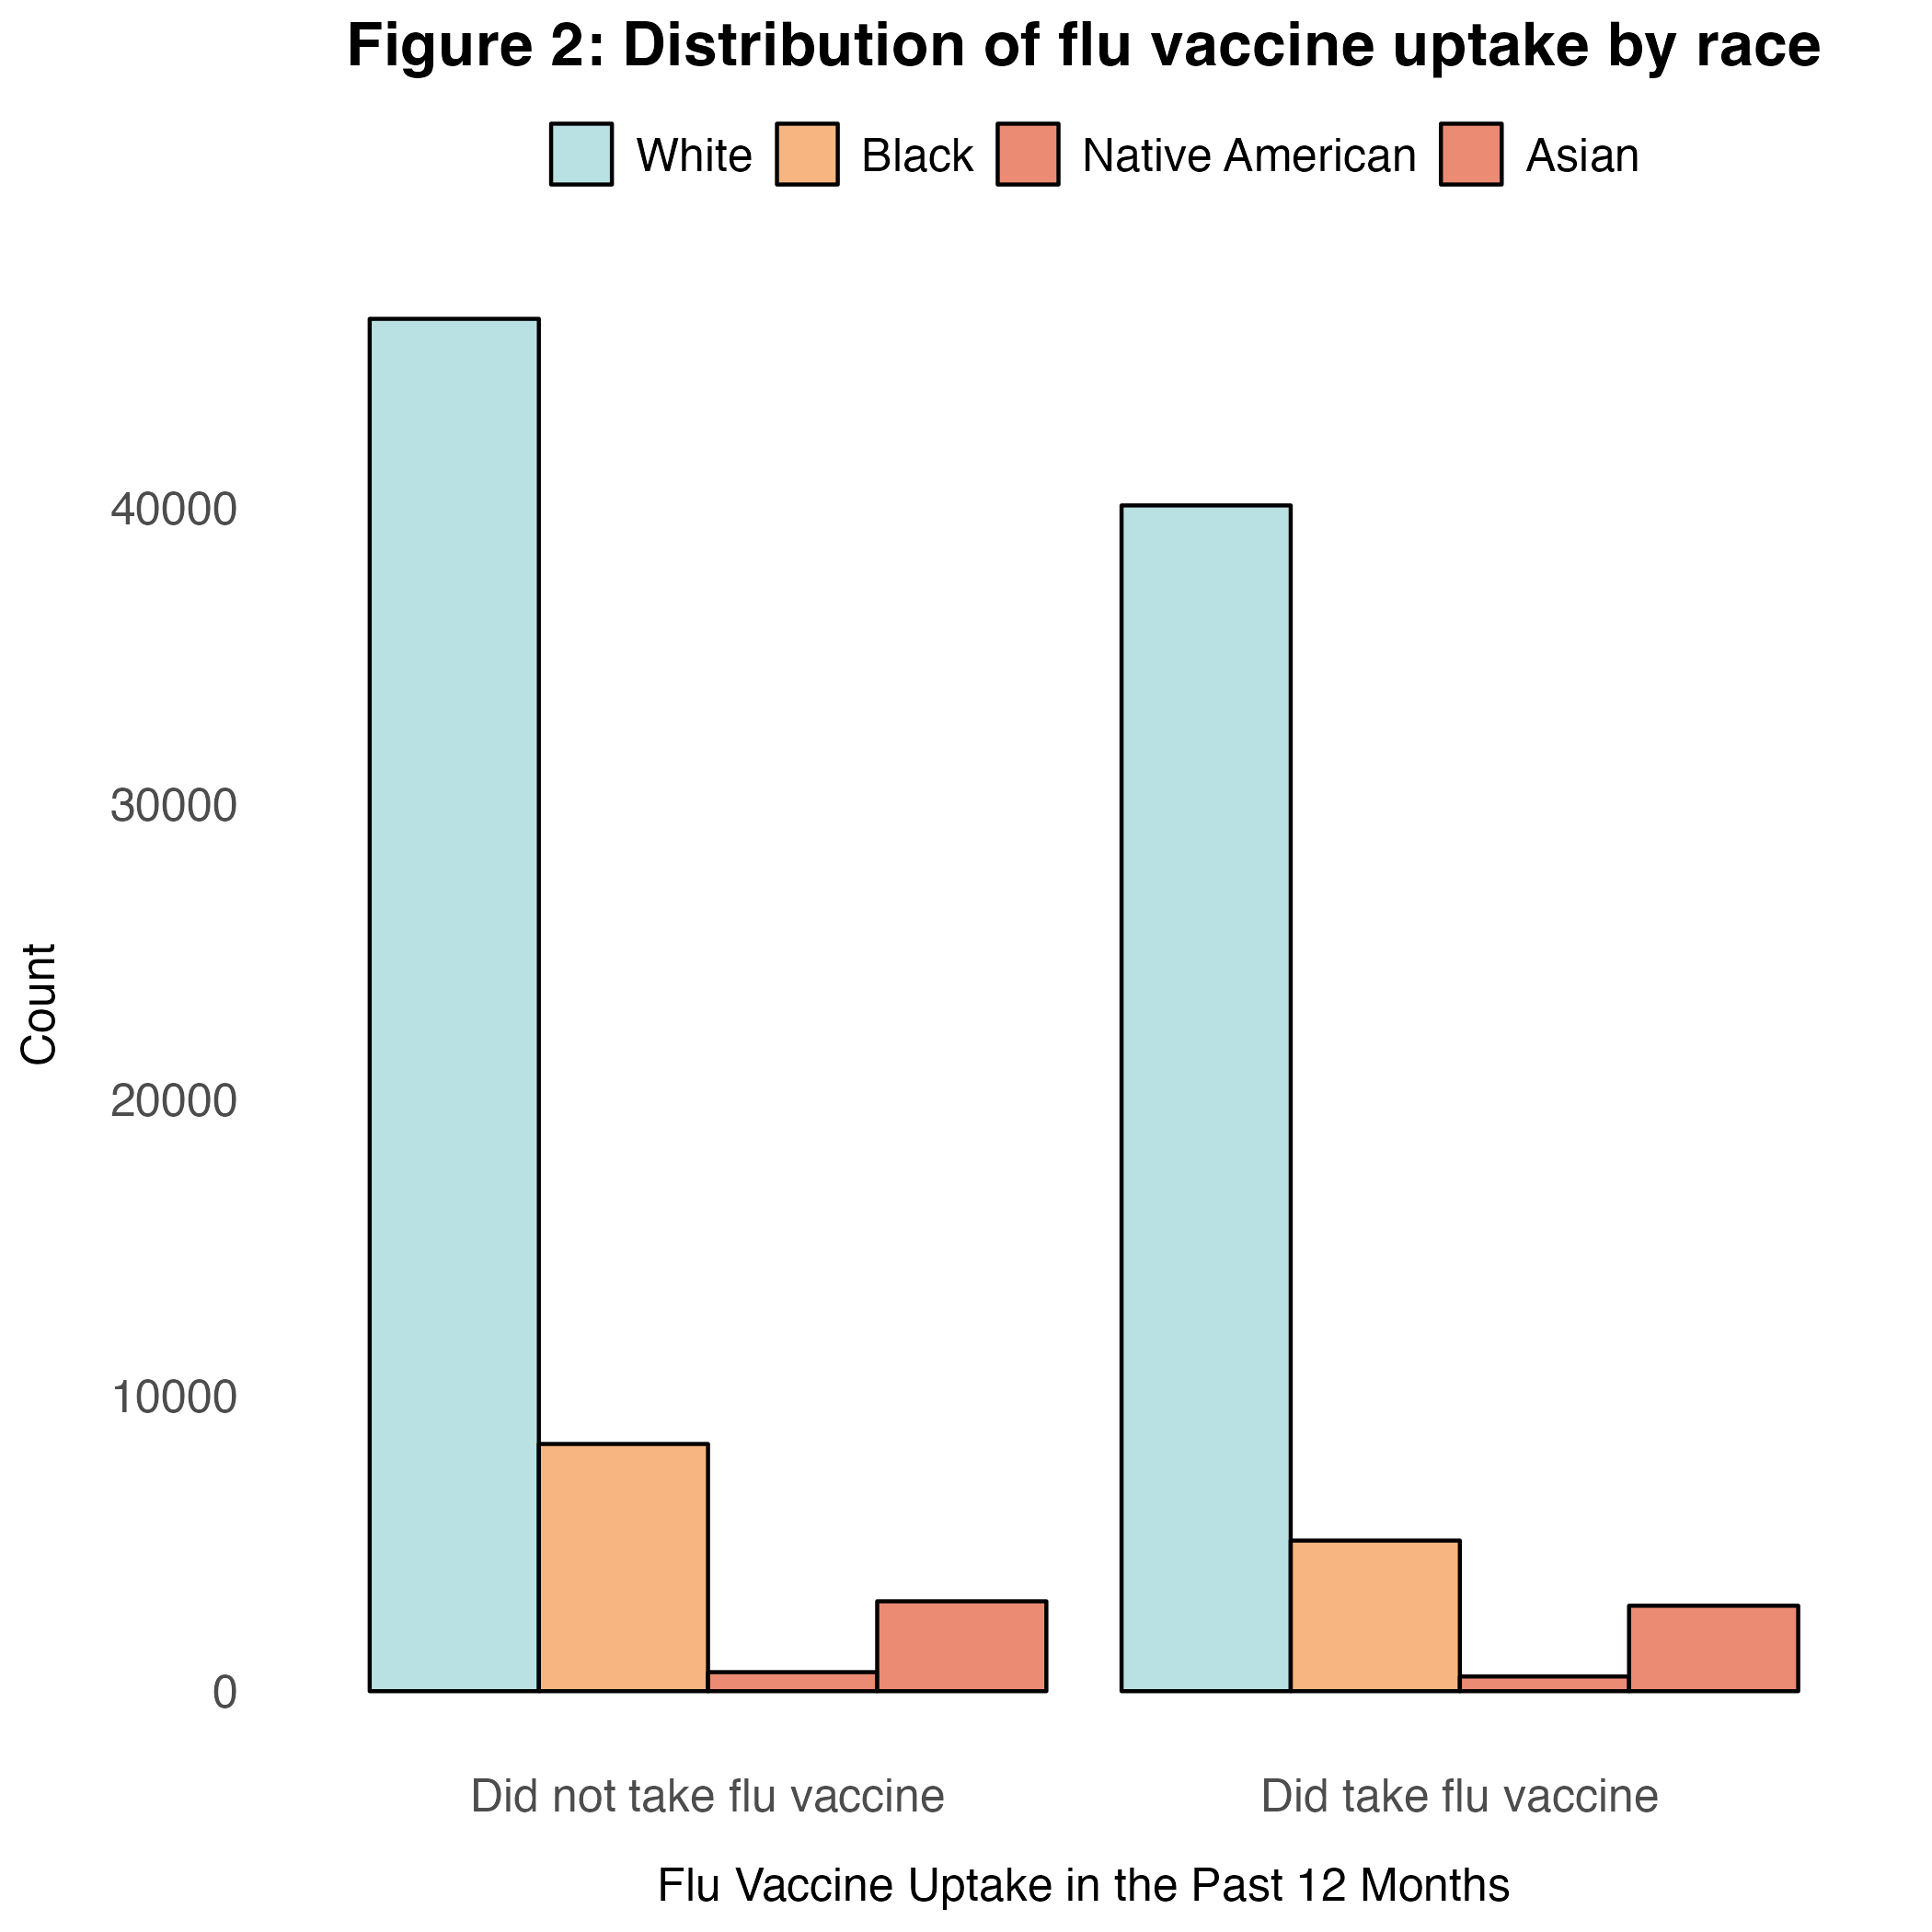 Figure 2: Distribution of flu vaccine uptake by race
White Black Native American Asian
40000
30000
Count
20000
10000
0
Did not take flu vaccine Did take flu vaccine
Flu Vaccine Uptake in the Past 12 Months